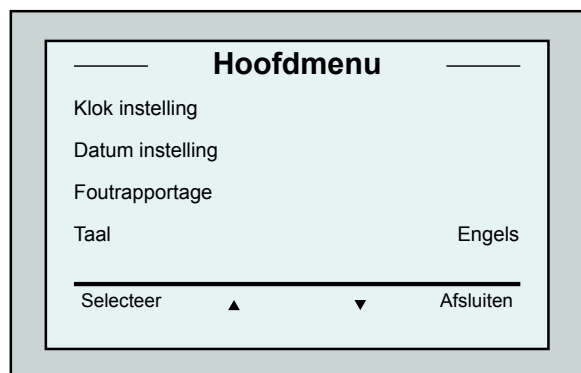 Hoofdmenu
Klok instelling
Datum instelling
Foutrapportage
Taal Engels
Selecteer ▲ ▼ Afsluiten